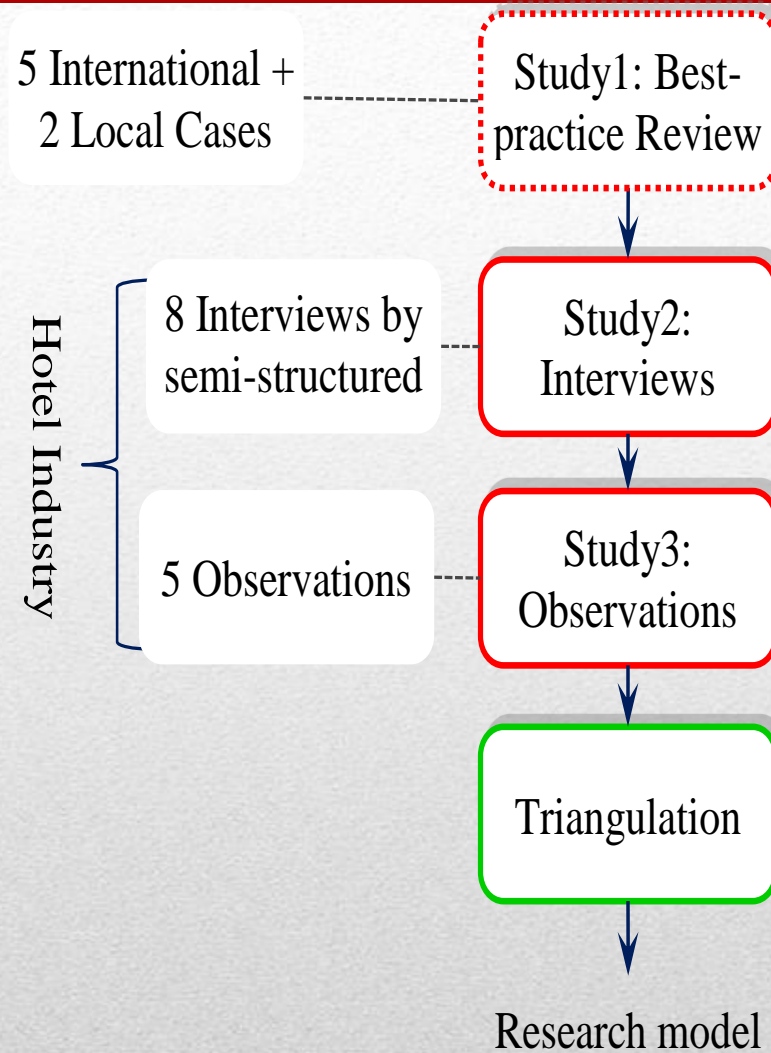 5 International +
2 Local Cases
Study1: Best-
practice Review
Hotel Industry
8 Interviews by
semi-structured
Study2:
Interviews
5 Observations
Study3:
Observations
Triangulation
Research model